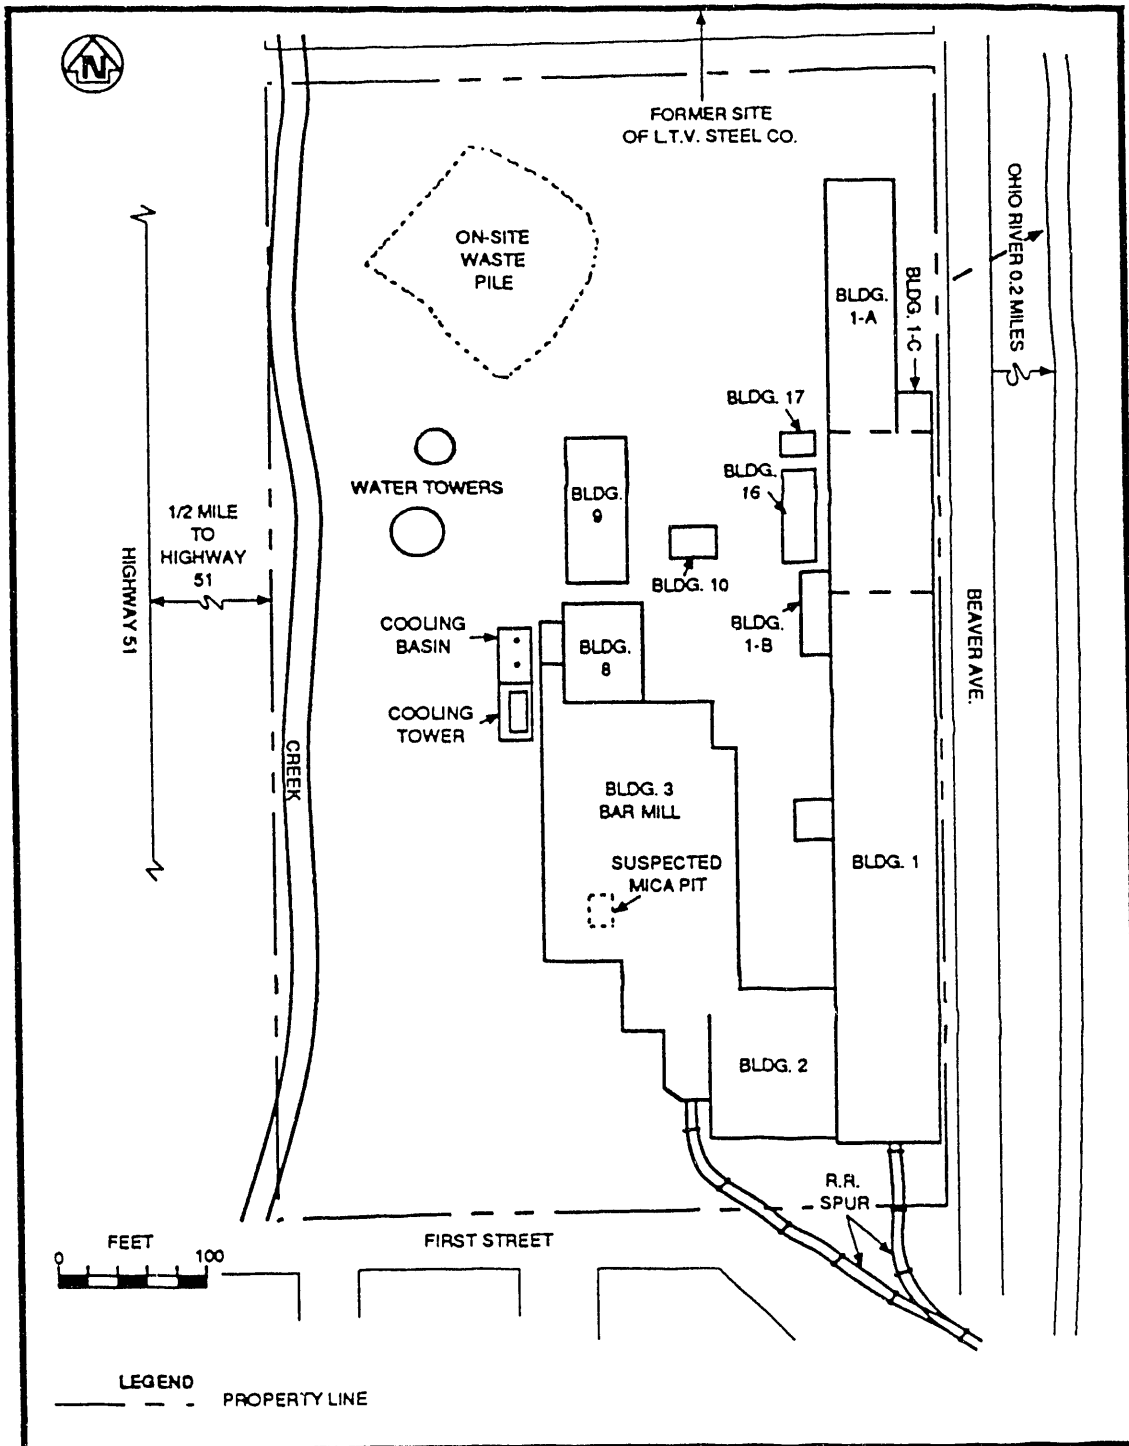 N
FORMER SITE
OF L.T.V. STEEL CO.
OHIO RIVER 0.2 MILES
ON-SITE
WASTE
PILE
BLDG.
1-A
BLDG. 1-C
BLDG. 17
BLDG.
16
WATER TOWERS
BLDG.
9
1/2 MILE
TO
HIGHWAY
51
HIGHWAY 51
BLDG. 10
BEAVER AVE.
COOLING
BASIN
BLDG.
8
BLDG.
1-B
COOLING
TOWER
CREEK
BLDG. 3
BAR MILL
SUSPECTED
MICA PIT
BLDG. 1
BLDG. 2
R.R.
SPUR
FIRST STREET
FEET
0 100
LEGEND
PROPERTY LINE